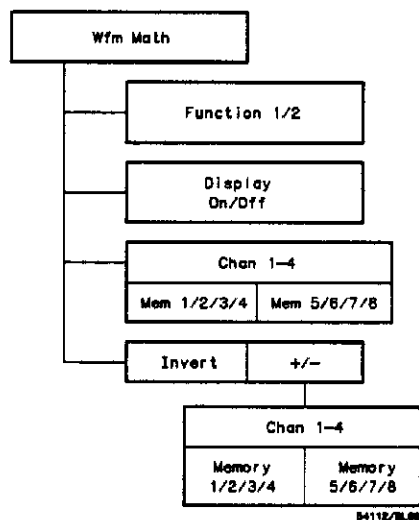 Wfm Math
Function 1/2
Display
On/Off
Chan 1-4
Mem 1/2/3/4 Mem 5/6/7/8
Invert +/-
Chan 1-4
Memory Memory
1/2/3/4 5/6/7/8